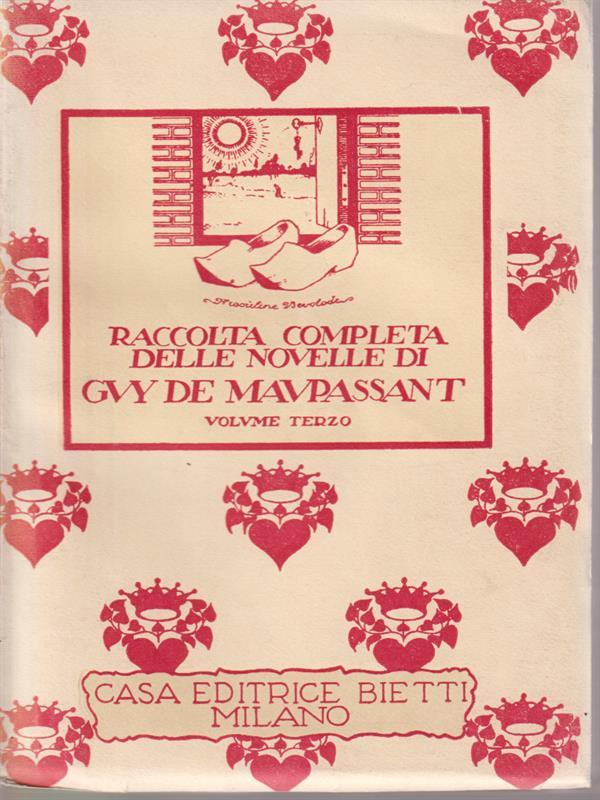 RACCOLTA COMPLETA
DELLE NOVELLE DI
GVY DE MAVPASSANT
VOLVME TERZO
CASA EDITRICE BIETTI
MILANO